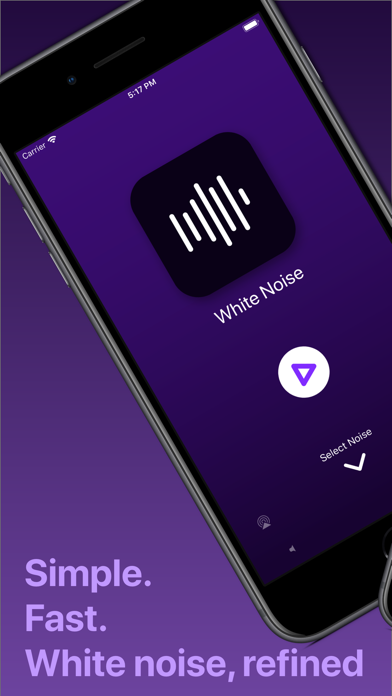 Carrier
5:17 PM
White Noise
Select Noise
Simple.
Fast.
White noise, refined